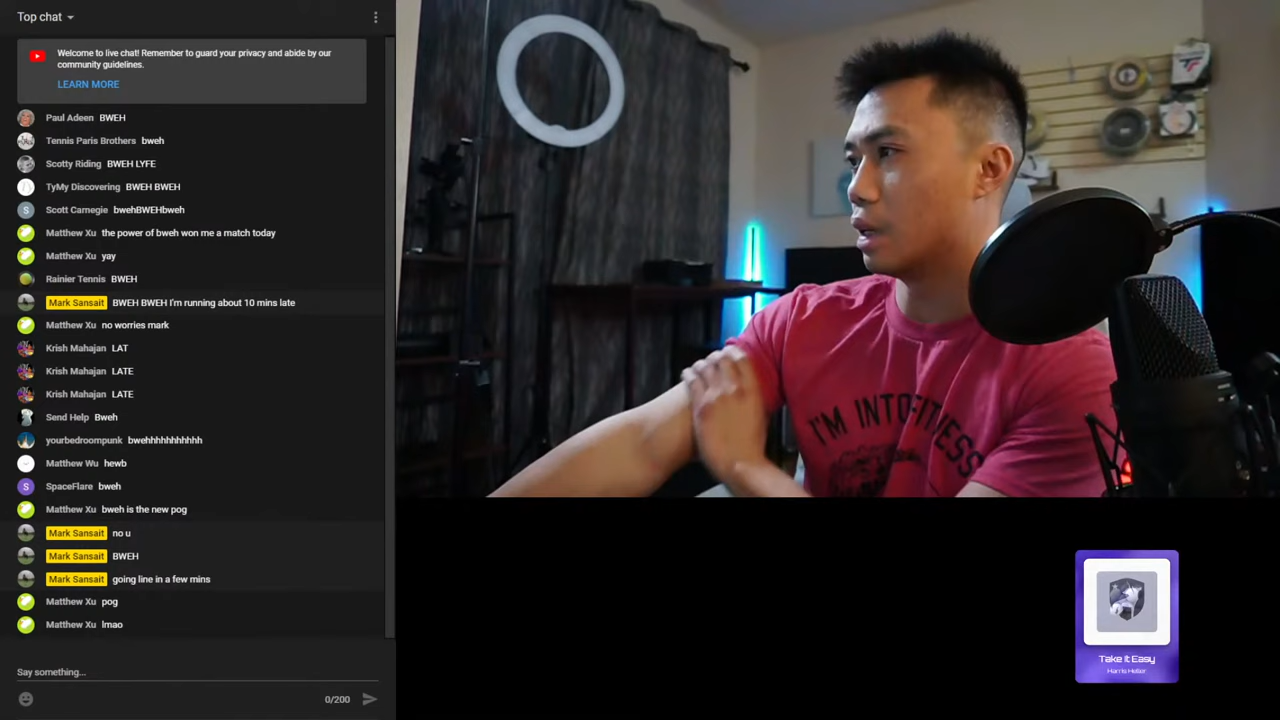 Top chat
Welcome to live chat! Remember to guard your privacy and abide by our
community guidelines.
LEARN MORE
Paul Adeen BWEH
Tennis Paris Brothers bweh
Scotty Riding BWEH LYFE
TyMy Discovering BWEH BWEH
S Scott Carnegie bwehBWEHbweh
Matthew Xu the power of bweh won me a match today
Matthew Xu yay
Rainier Tennis BWEH
Mark Sansait BWEH BWEH I'm running about 10 mins late
Matthew Xu no worries mark
Krish Mahajan LAT
Krish Mahajan LATE
Krish Mahajan LATE
Send Help Bweh
yourbedroompunk bwehhhhhhhhhhh
Matthew Wu hewb
S SpaceFlare bweh
Matthew Xu bweh is the new pog
Mark Sansait no u
Mark Sansait BWEH
Mark Sansait going line in a few mins
Matthew Xu pog
Matthew Xu lmao
Say something...
0/200
I'M INTOFITNESS
Take It Easy
Harris Heller